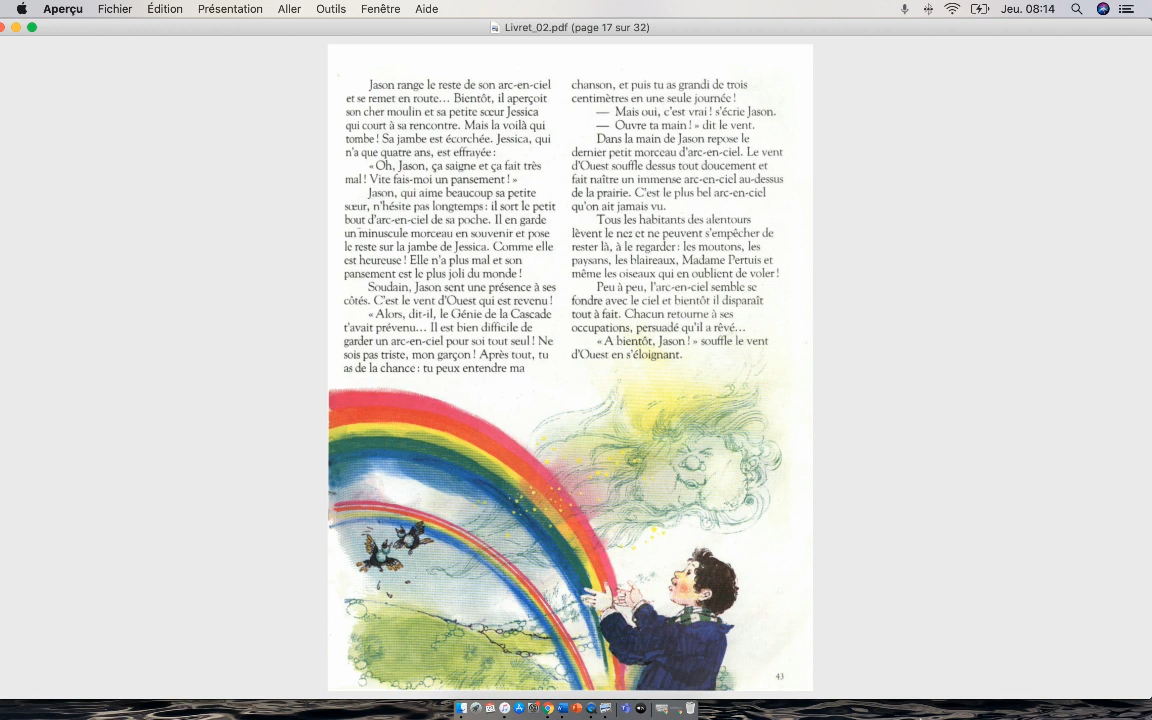 Aperçu Fichier Édition Présentation Aller Outils Fenêtre Aide Jeu. 08:14
Livret_02.pdf (page 17 sur 32)
Jason range le reste de son arc-en-ciel
et se remet en route... Bientôt, il aperçoit
son cher moulin et sa petite sœur Jessica
qui court à sa rencontre. Mais la voilà qui
tombe ! Sa jambe est écorchée. Jessica, qui
n'a que quatre ans, est effrayée :
« Oh, Jason, ça saigne et ça fait très
mal ! Vite fais-moi un pansement ! »
Jason, qui aime beaucoup sa petite
sœur, n'hésite pas longtemps : il sort le petit
bout d'arc-en-ciel de sa poche. Il en garde
un minuscule morceau en souvenir et pose
le reste sur la jambe de Jessica. Comme elle
est heureuse ! Elle n'a plus mal et son
pansement est le plus joli du monde !
Soudain, Jason sent une présence à ses
côtés. C'est le vent d'Ouest qui est revenu !
« Alors, dit-il, le Génie de la Cascade
t'avait prévenu... Il est bien difficile de
garder un arc-en-ciel pour soi tout seul ! Ne
sois pas triste, mon garçon ! Après tout, tu
as de la chance : tu peux entendre ma
chanson, et puis tu as grandi de trois
centimètres en une seule journée !
— Mais oui, c'est vrai ! s'écrie Jason.
— Ouvre ta main ! » dit le vent.
Dans la main de Jason repose le
dernier petit morceau d'arc-en-ciel. Le vent
d'Ouest souffle dessus tout doucement et
fait naître un immense arc-en-ciel au-dessus
de la prairie. C'est le plus bel arc-en-ciel
qu'on ait jamais vu.
Tous les habitants des alentours
lèvent le nez et ne peuvent s'empêcher de
rester là, à le regarder : les moutons, les
paysans, les blaireaux, Madame Pertuis et
même les oiseaux qui en oublient de voler !
Peu à peu, l'arc-en-ciel semble se
fondre avec le ciel et bientôt il disparaît
tout à fait. Chacun retourne à ses
occupations, persuadé qu'il a rêvé...
« A bientôt, Jason ! » souffle le vent
d'Ouest en s'éloignant.
43